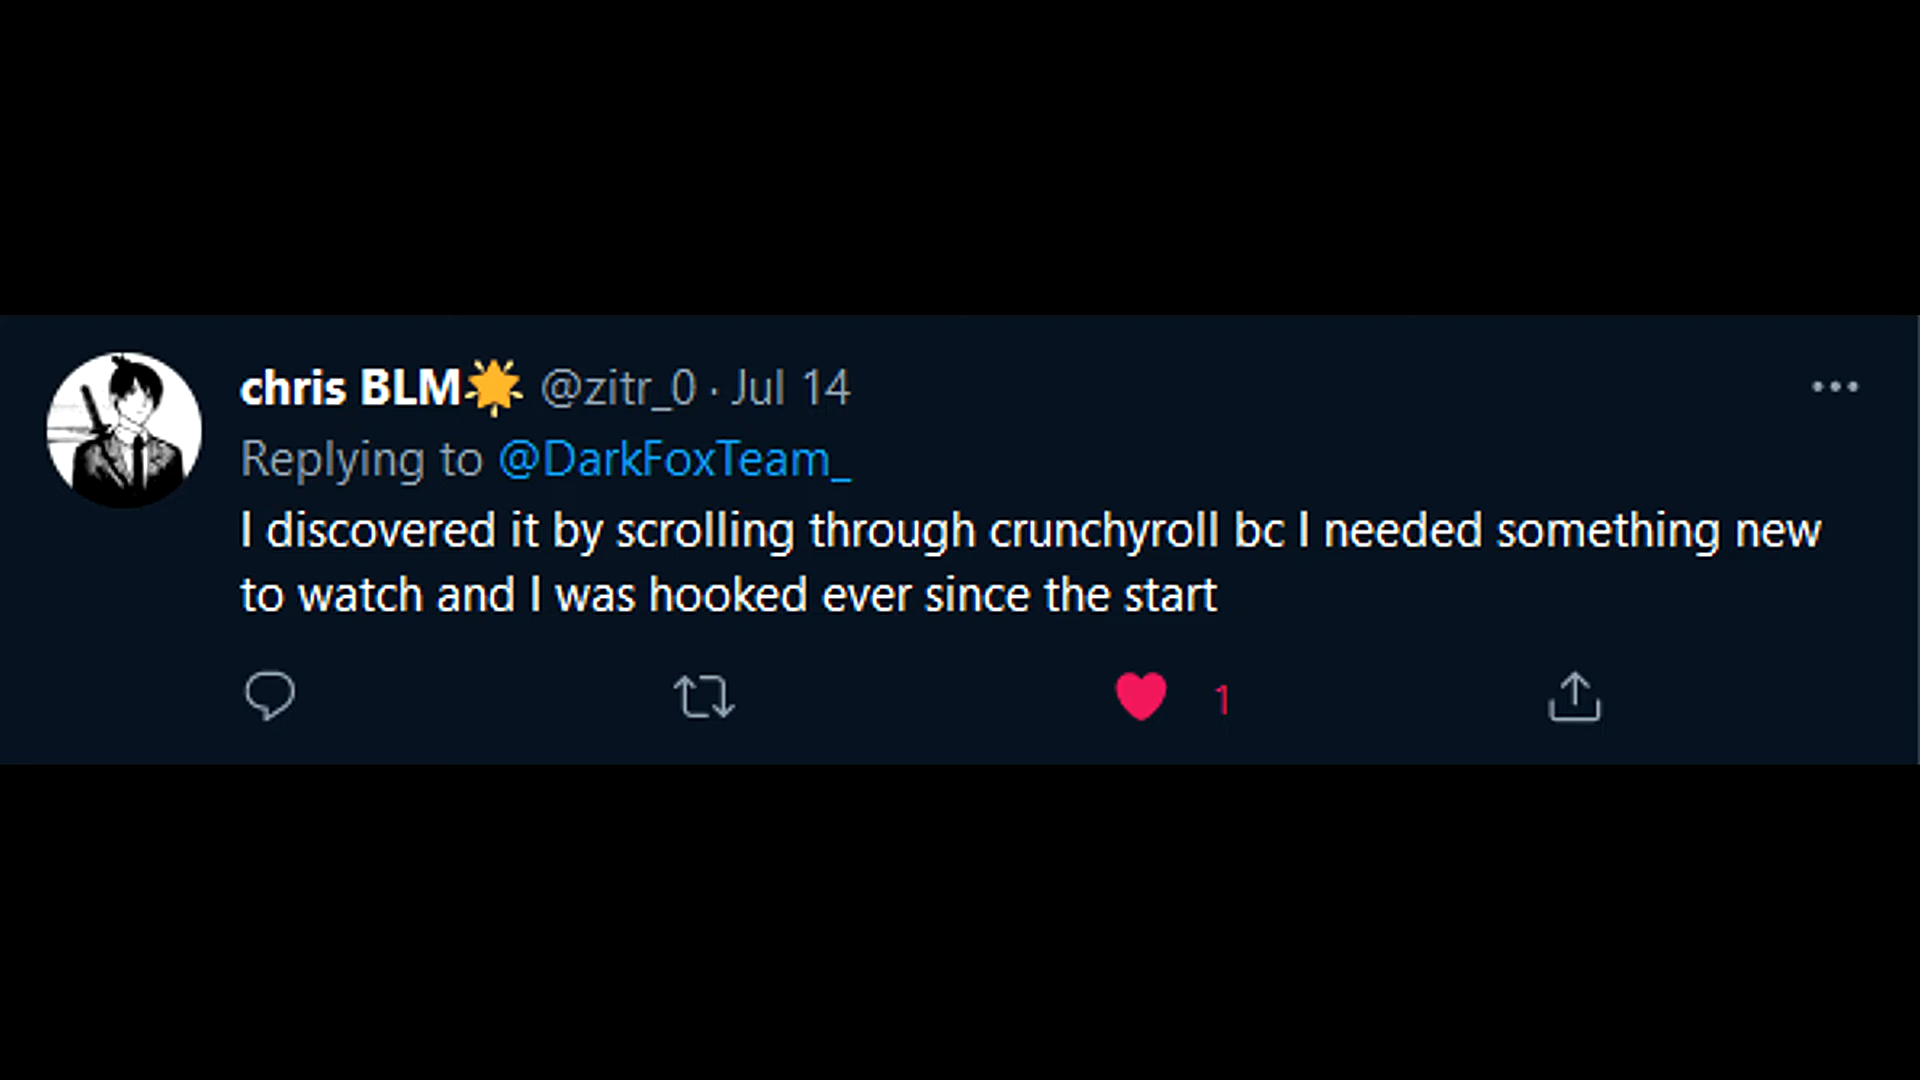 chris BLM🌟 @zitr_0 · Jul 14
Replying to @DarkFoxTeam_
I discovered it by scrolling through crunchyroll bc I needed something new
to watch and I was hooked ever since the start
1